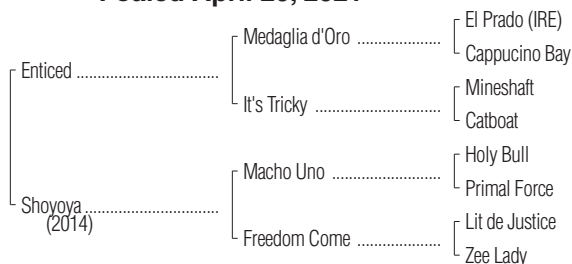 Foaled April 2021
El Prado (IRE)
Medaglia d'Oro ....................
Cappucino Bay
Enticed ..................................
Mineshaft
It's Tricky ............................
Catboat
Holy Bull
Macho Uno ..........................
Primal Force
Shoyoya ................................
(2014)
Lit de Justice
Freedom Come ....................
Zee Lady